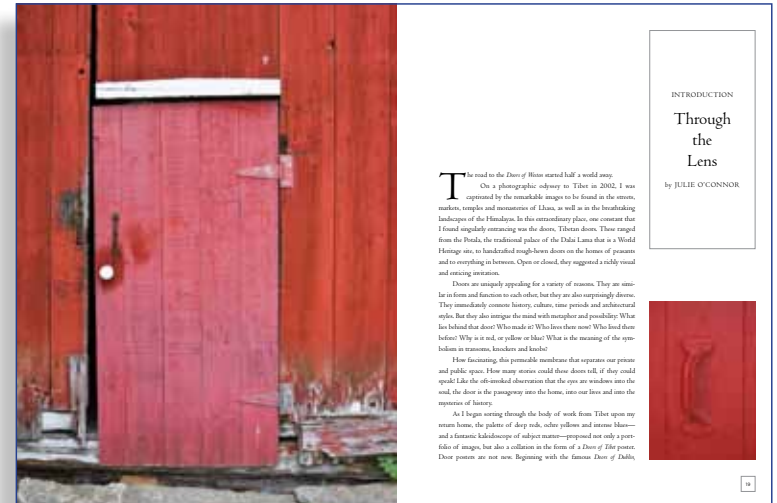 INTRODUCTION
Through
the
Lens
by JULIE O'CONNOR
The road to the Doors of Weston started half a world away.
On a photographic odyssey to Tibet in 2002, I was
captivated by the remarkable images to be found in the streets,
markets, temples and monasteries of Lhasa, as well as in the breathtaking
landscapes of the Himalayas. In this extraordinary place, one constant that
I found singularly entrancing was the doors, Tibetan doors. These ranged
from the Potala, the traditional palace of the Dalai Lama that is a World
Heritage site, to handcrafted rough-hewn doors on the homes of peasants
and to everything in between. Open or closed, they suggested a richly visual
and enticing invitation.
Doors are uniquely appealing for a variety of reasons. They are simi-
lar in form and function to each other, but they are also surprisingly diverse.
They immediately connote history, culture, time periods and architectural
styles. But they also intrigue the mind with metaphor and possibility: What
lies behind that door? Who made it? Who lives there now? Who lived there
before? Why is it red, or yellow or blue? What is the meaning of the sym-
bolism in transoms, knockers and knobs?
How fascinating, this permeable membrane that separates our private
and public space. How many stories could these doors tell, if they could
speak! Like the oft-invoked observation that the eyes are windows into the
soul, the door is the passageway into the home, into our lives and into the
mysteries of history.
As I began sorting through the body of work from Tibet upon my
return home, the palette of deep reds, ochre yellows and intense blues—
and a fantastic kaleidoscope of subject matter—proposed not only a port-
folio of images, but also a collation in the form of a Doors of Tibet poster.
Door posters are not new. Beginning with the famous Doors of Dublin,